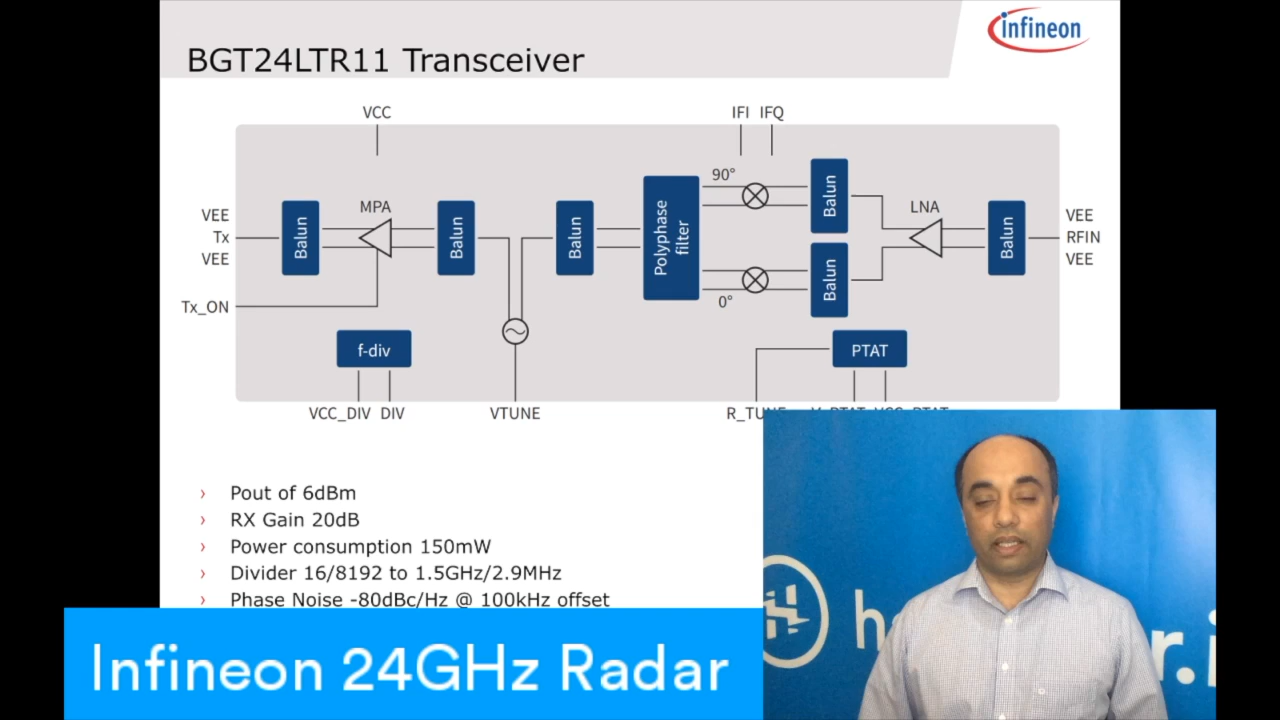 infineon
BGT24LTR11 Transceiver
VCC
IFI IFQ
90°
MPA
LNA
VEE
Tx
VEE
Balun
Balun
Balun
Polyphase
filter
Balun
Balun
Balun
VEE
RFIN
VEE
0°
Tx_ON
f-div
PTAT
VCC_DIV DIV
VTUNE
› Pout of 6dBm
› RX Gain 20dB
› Power consumption 150mW
› Divider 16/8192 to 1.5GHz/2.9MHz
› Phase Noise -80dBc/Hz @ 100kHz offset
Infineon 24GHz Radar